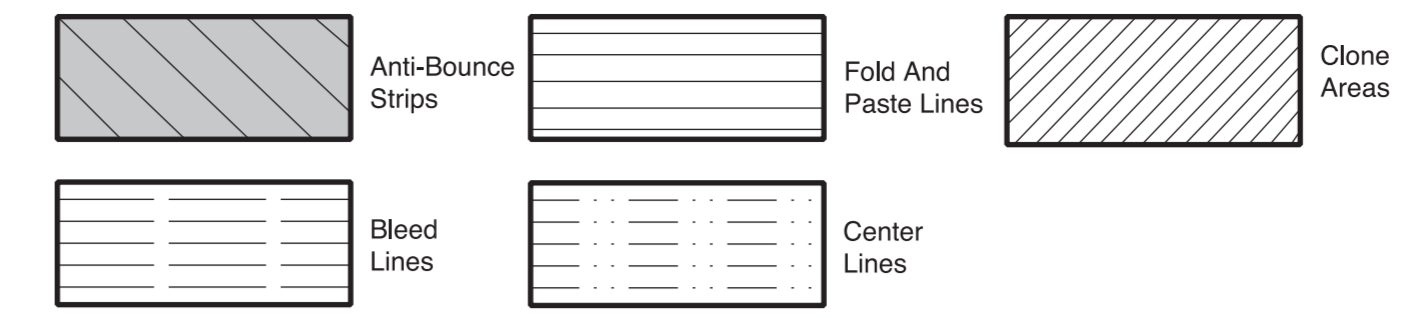 Anti-Bounce
Strips
Fold And
Paste Lines
Clone
Areas
Bleed
Lines
Center
Lines